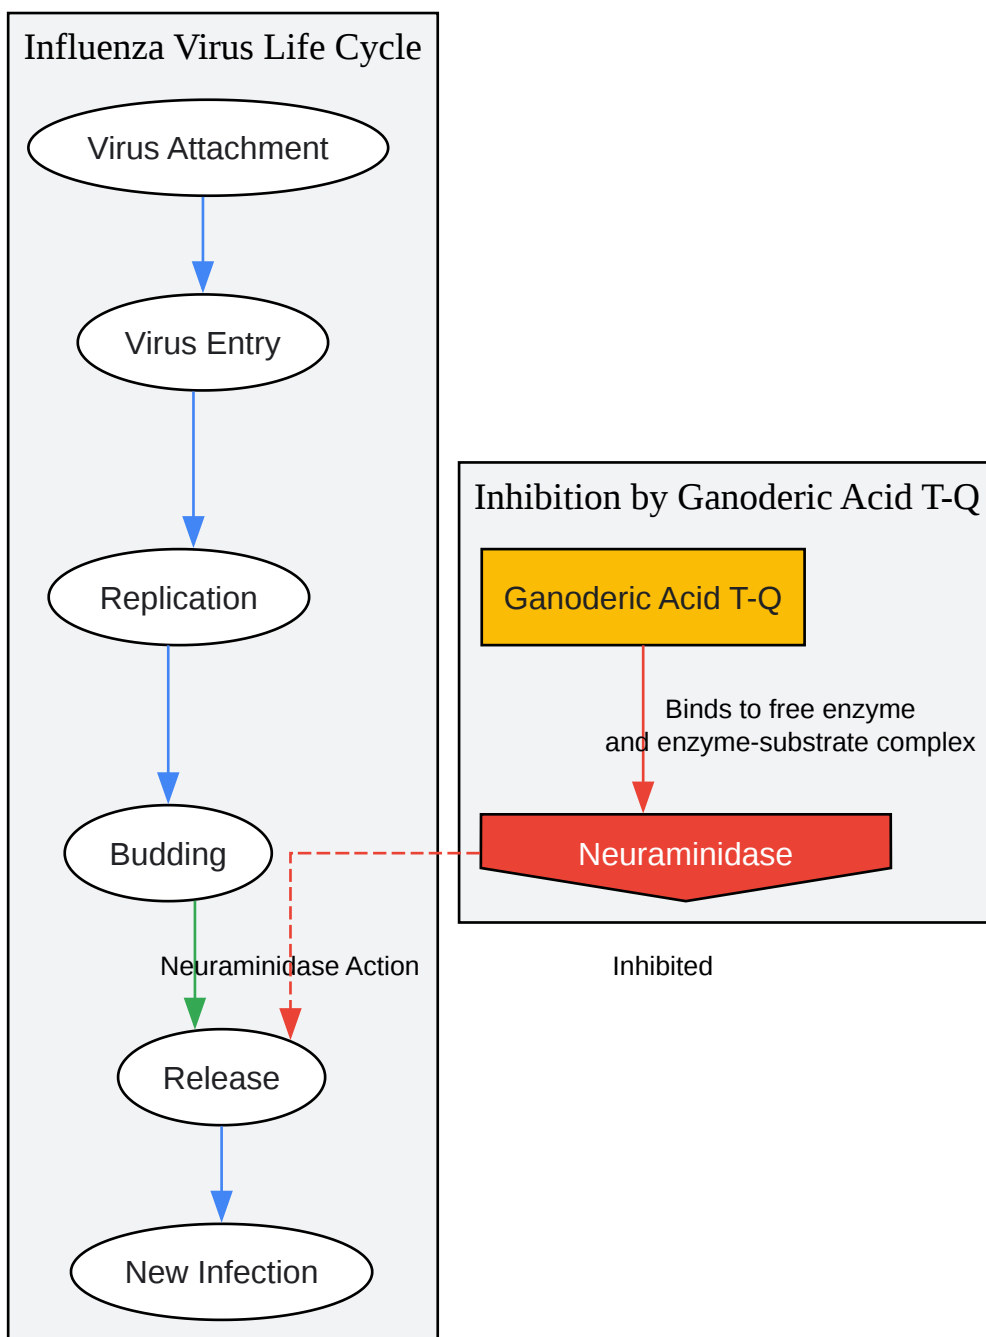 Influenza Virus Life Cycle
Virus Attachment
Virus Entry
Replication
Budding
Neuraminidase Action
Release
New Infection
Inhibition by Ganoderic Acid T-Q
Ganoderic Acid T-Q
Binds to free enzyme
and enzyme-substrate complex
Neuraminidase
Inhibited